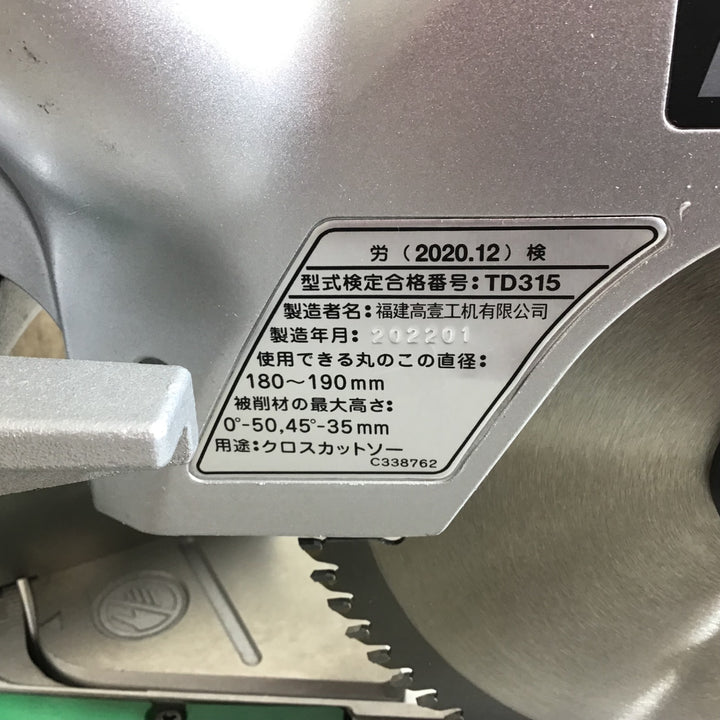 労（2020.12）検
型式検定合格番号：TD315
製造者名：福建高壹工机有限公司
製造年月：202201
使用できる丸のこの直径：
180～190mm
被削材の最大高さ：
0°-50,45°-35mm
用途：クロスカットソー
C338762